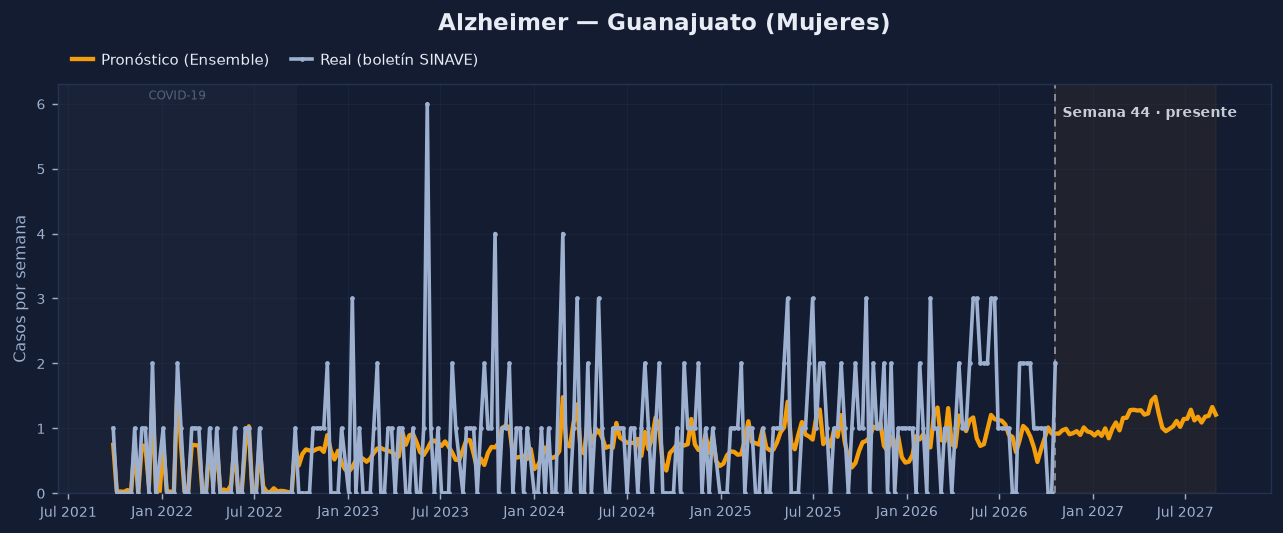 Alzheimer — Guanajuato (Mujeres)
Pronóstico (Ensemble) Real (boletín SINAVE)
COVID-19
Semana 44 · presente
Casos por semana
6
5
4
3
2
1
0
Jul 2021 Jan 2022 Jul 2022 Jan 2023 Jul 2023 Jan 2024 Jul 2024 Jan 2025 Jul 2025 Jan 2026 Jul 2026 Jan 2027 Jul 2027